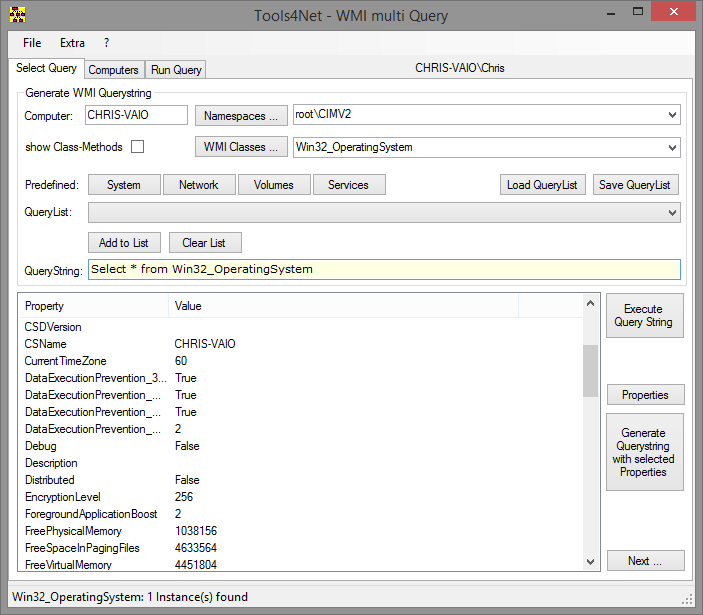 Tools4Net - WMI multi Query
File Extra ?
Select Query Computers Run Query CHRIS-VAIO\Chris
Generate WMI Querystring
Computer: CHRIS-VAIO Namespaces ... root\CIMV2
show Class-Methods WMI Classes ... Win32_OperatingSystem
Predefined: System Network Volumes Services Load QueryList Save QueryList
QueryList:
Add to List Clear List
QueryString: Select * from Win32_OperatingSystem
Property Value
CSDVersion
CSName CHRIS-VAIO
CurrentTimeZone 60
DataExecutionPrevention_3... True
DataExecutionPrevention_... True
DataExecutionPrevention_... True
DataExecutionPrevention_... 2
Debug False
Description
Distributed False
EncryptionLevel 256
ForegroundApplicationBoost 2
FreePhysicalMemory 1038156
FreeSpaceInPagingFiles 4633564
FreeVirtualMemory 4451804
Execute
Query String
Properties
Generate
Querystring
with selected
Properties
Next ...
Win32_OperatingSystem: 1 Instance(s) found